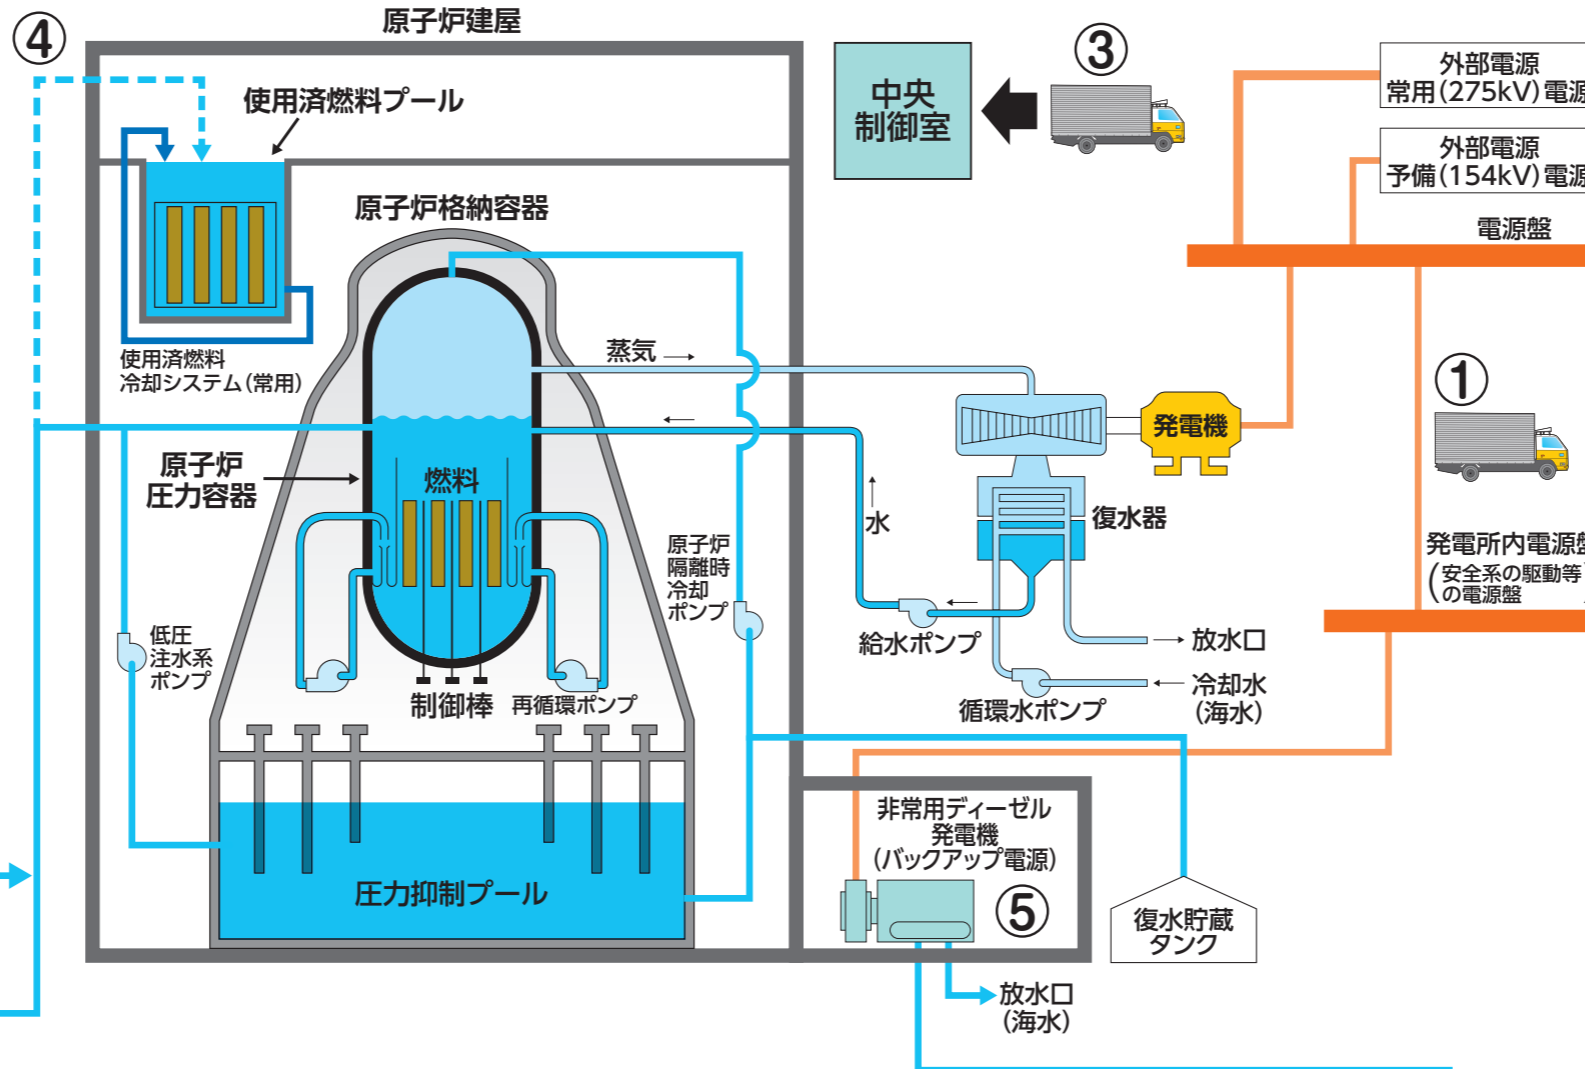 ④
原子炉建屋
使用済燃料プール
中央
制御室
③
外部電源
常用(275kV)電源
外部電源
予備(154kV)電源
電源盤
原子炉格納容器
使用済燃料
冷却システム(常用)
蒸気
発電機
①
原子炉
圧力容器
燃料
水
復水器
原子炉
隔離時
冷却
ポンプ
発電所内電源盤
(安全系の駆動等
の電源盤
給水ポンプ
放水口
低圧
注水系
ポンプ
制御棒
再循環ポンプ
循環水ポンプ
冷却水
(海水)
非常用ディーゼル
発電機
(バックアップ電源)
⑤
圧力抑制プール
復水貯蔵
タンク
放水口
(海水)